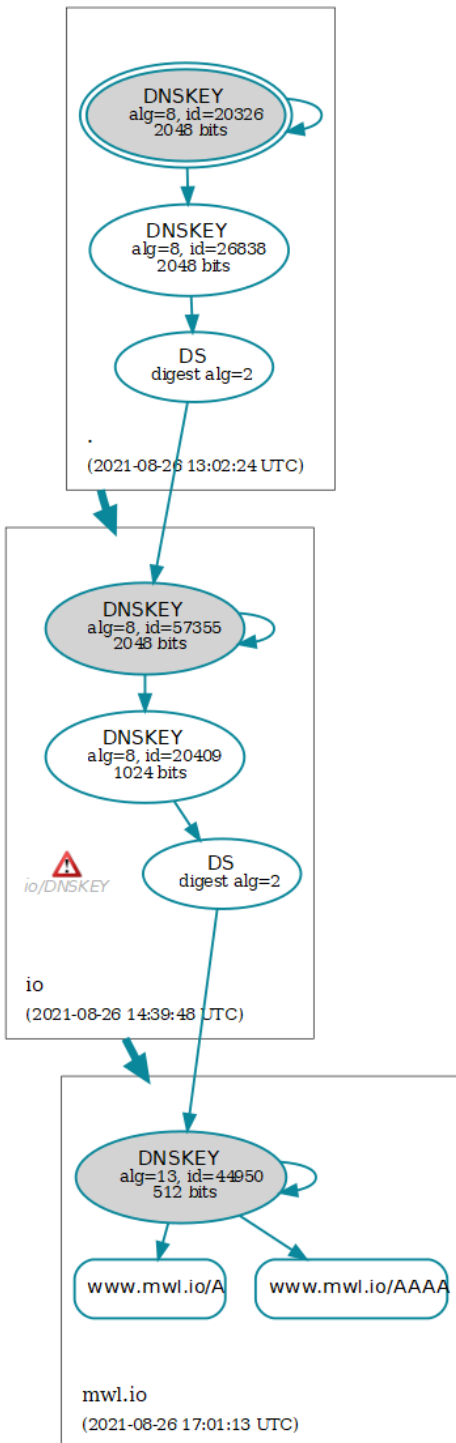 DNSKEY
alg=8, id=20326
2048 bits
DNSKEY
alg=8, id=26838
2048 bits
DS
digest alg=2
.
(2021-08-26 13:02:24 UTC)
DNSKEY
alg=8, id=57355
2048 bits
DNSKEY
alg=8, id=20409
1024 bits
io/DNSKEY
DS
digest alg=2
io
(2021-08-26 14:39:48 UTC)
DNSKEY
alg=13, id=44950
512 bits
www.mwl.io/A
www.mwl.io/AAAA
mwl.io
(2021-08-26 17:01:13 UTC)